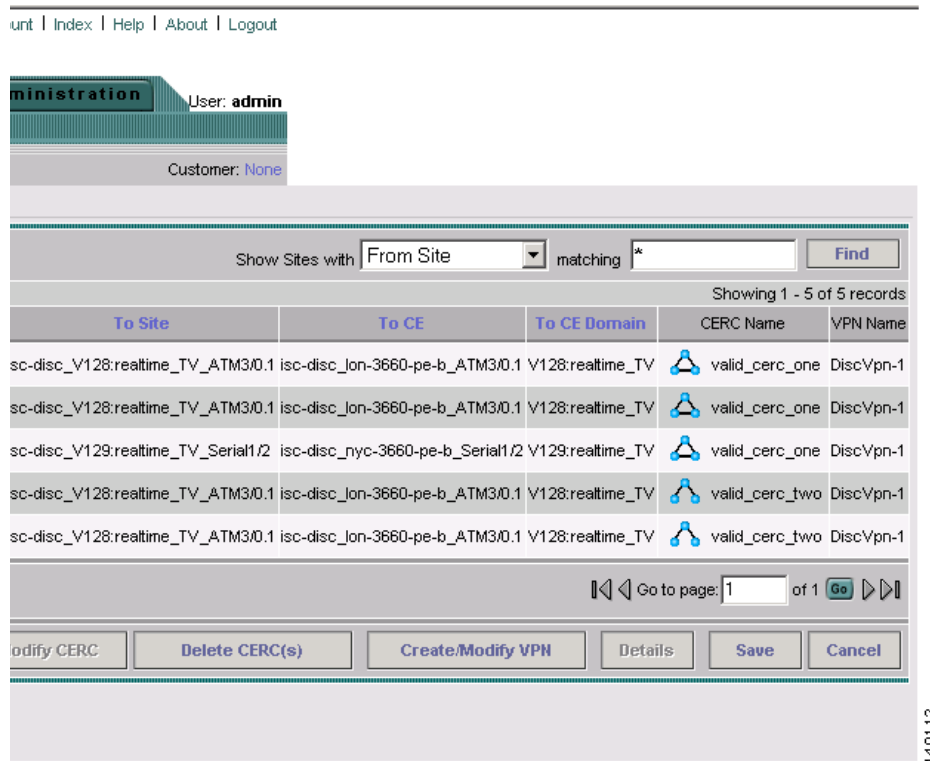 unt | Index | Help | About | Logout
ministration
User: admin
Customer: None
Show Sites with From Site matching * Find
Showing 1 - 5 of 5 records
To Site To CE To CE Domain CERC Name VPN Name
sc-disc_V128:realtime_TV_ATM3/0.1 isc-disc_lon-3660-pe-b_ATM3/0.1 V128:realtime_TV valid_cerc_one DiscVpn-1
sc-disc_V128:realtime_TV_ATM3/0.1 isc-disc_lon-3660-pe-b_ATM3/0.1 V128:realtime_TV valid_cerc_one DiscVpn-1
sc-disc_V129:realtime_TV_Serial1/2 isc-disc_nyc-3660-pe-b_Serial1/2 V129:realtime_TV valid_cerc_one DiscVpn-1
sc-disc_V128:realtime_TV_ATM3/0.1 isc-disc_lon-3660-pe-b_ATM3/0.1 V128:realtime_TV valid_cerc_two DiscVpn-1
sc-disc_V128:realtime_TV_ATM3/0.1 isc-disc_lon-3660-pe-b_ATM3/0.1 V128:realtime_TV valid_cerc_two DiscVpn-1
Go to page: 1 of 1 Go
odify CERC Delete CERC(s) Create/Modify VPN Details Save Cancel